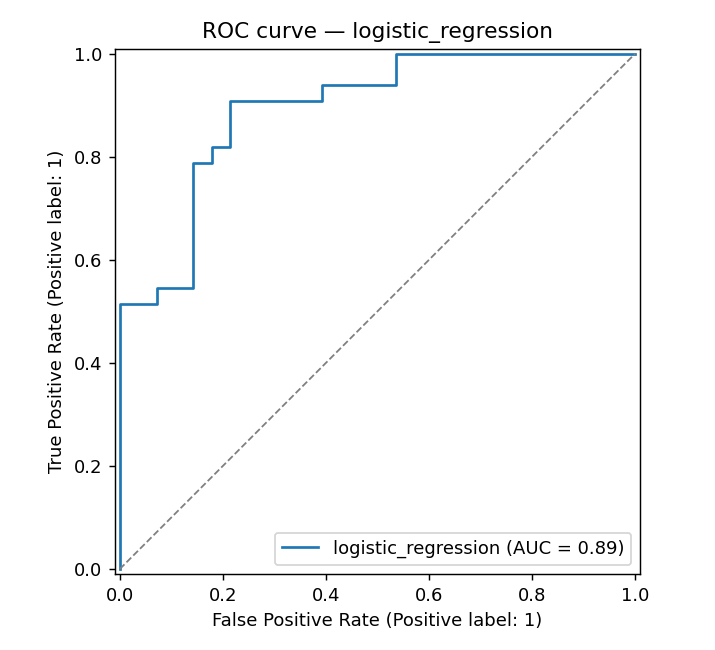 ROC curve — logistic_regression
True Positive Rate (Positive label: 1)
1.0
0.8
0.6
0.4
0.2
0.0
logistic_regression (AUC = 0.89)
0.0 0.2 0.4 0.6 0.8 1.0
False Positive Rate (Positive label: 1)